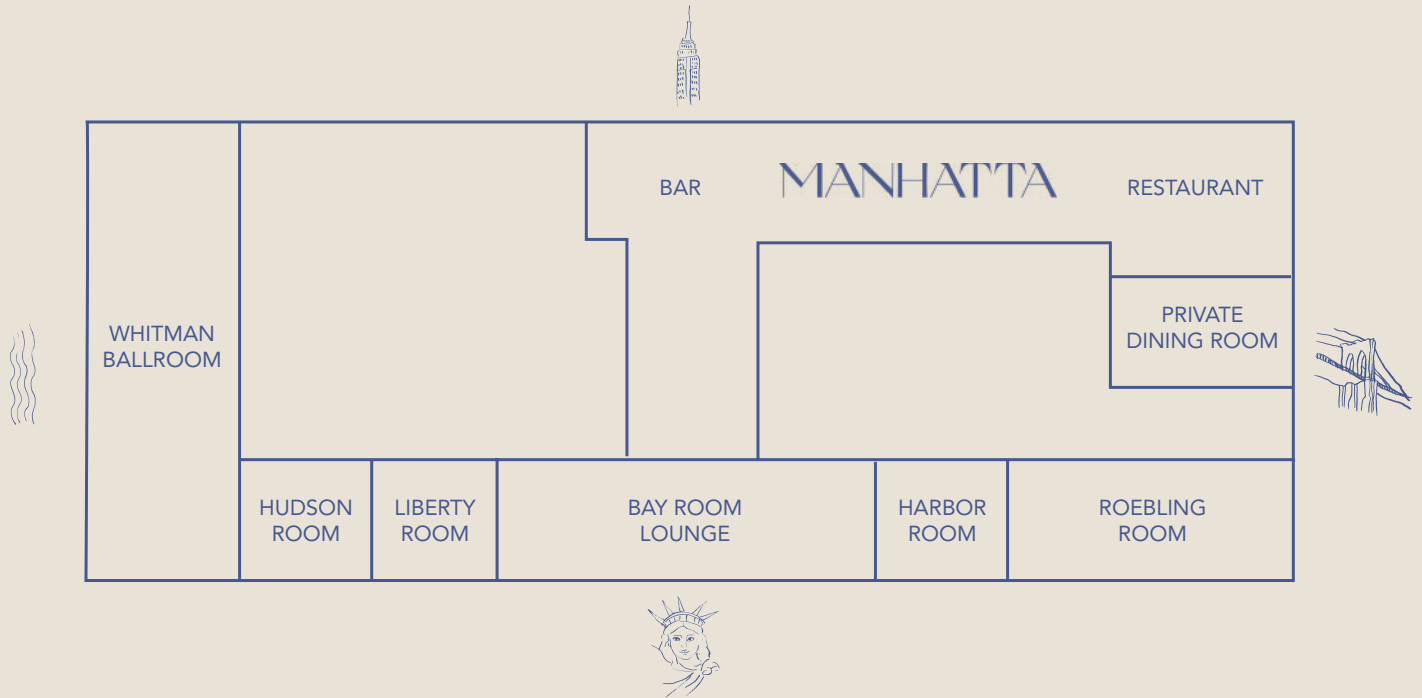 BAR
MANHATTA
RESTAURANT
WHITMAN
BALLROOM
PRIVATE
DINING ROOM
HUDSON
ROOM
LIBERTY
ROOM
BAY ROOM
LOUNGE
HARBOR
ROOM
ROEBLING
ROOM